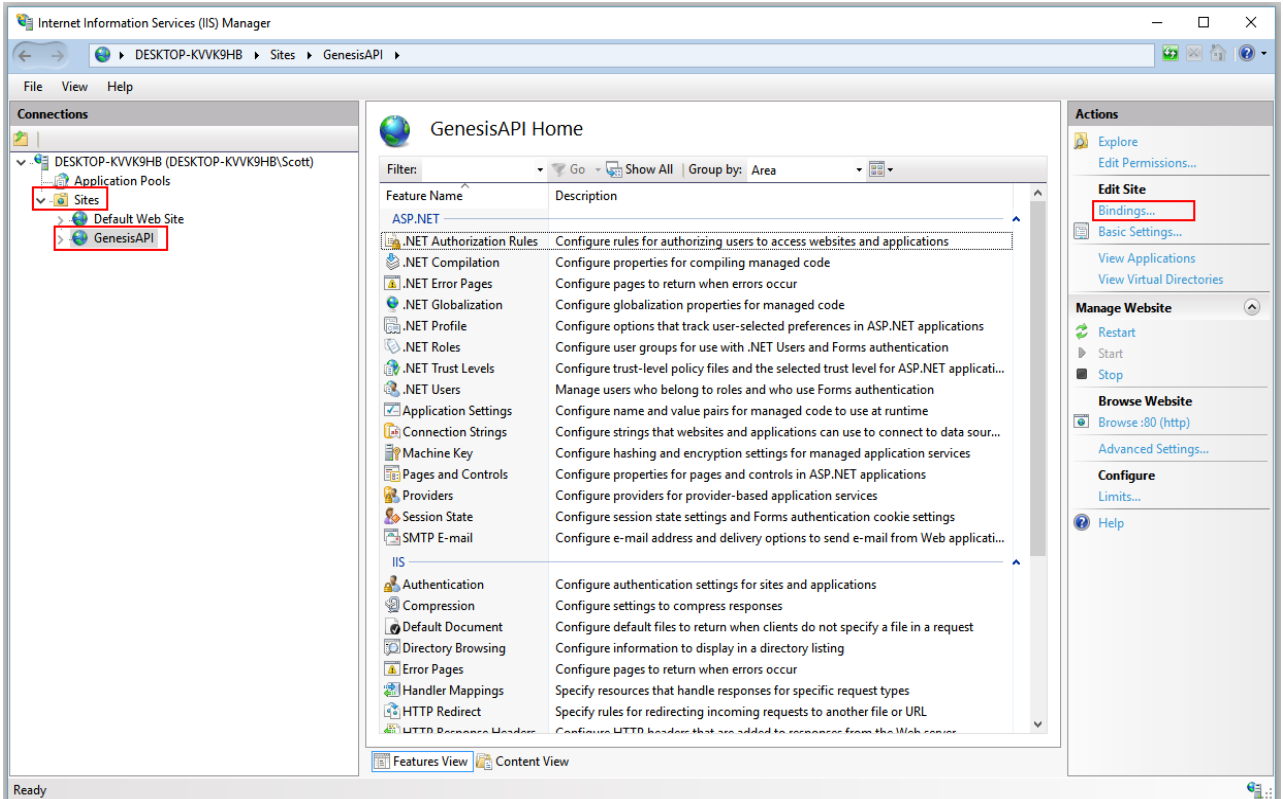 Internet Information Services (IIS) Manager
DESKTOP-KVVK9HB Sites GenesisAPI
File View Help
Connections
DESKTOP-KVVK9HB (DESKTOP-KVVK9HB\Scott)
Application Pools
Sites
Default Web Site
GenesisAPI
GenesisAPI Home
Filter: Go Show All Group by: Area
Feature Name Description
ASP.NET
.NET Authorization Rules Configure rules for authorizing users to access websites and applications
.NET Compilation Configure properties for compiling managed code
.NET Error Pages Configure pages to return when errors occur
.NET Globalization Configure globalization properties for managed code
.NET Profile Configure options that track user-selected preferences in ASP.NET applications
.NET Roles Configure user groups for use with .NET Users and Forms authentication
.NET Trust Levels Configure trust-level policy files and the selected trust level for ASP.NET applicati...
.NET Users Manage users who belong to roles and who use Forms authentication
Application Settings Configure name and value pairs for managed code to use at runtime
Connection Strings Configure strings that websites and applications can use to connect to data sour...
Machine Key Configure hashing and encryption settings for managed application services
Pages and Controls Configure properties for pages and controls in ASP.NET applications
Providers Configure providers for provider-based application services
Session State Configure session state settings and Forms authentication cookie settings
SMTP E-mail Configure e-mail address and delivery options to send e-mail from Web applicati...
IIS
Authentication Configure authentication settings for sites and applications
Compression Configure settings to compress responses
Default Document Configure default files to return when clients do not specify a file in a request
Directory Browsing Configure information to display in a directory listing
Error Pages Configure pages to return when errors occur
Handler Mappings Specify resources that handle responses for specific request types
HTTP Redirect Specify rules for redirecting incoming requests to another file or URL
HTTP Response Headers Configure HTTP headers that are added to responses from the Web server
Features View Content View
Actions
Explore
Edit Permissions...
Edit Site
Bindings...
Basic Settings...
View Applications
View Virtual Directories
Manage Website
Restart
Start
Stop
Browse Website
Browse :80 (http)
Advanced Settings...
Configure
Limits...
Help
Ready